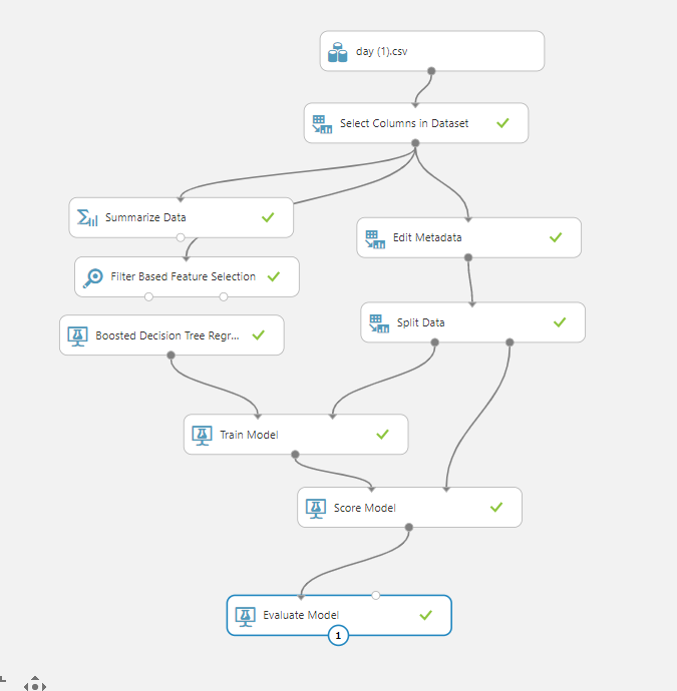 day (1).csv
Select Columns in Dataset
Summarize Data
Edit Metadata
Filter Based Feature Selection
Split Data
Boosted Decision Tree Regr...
Train Model
Score Model
Evaluate Model
1